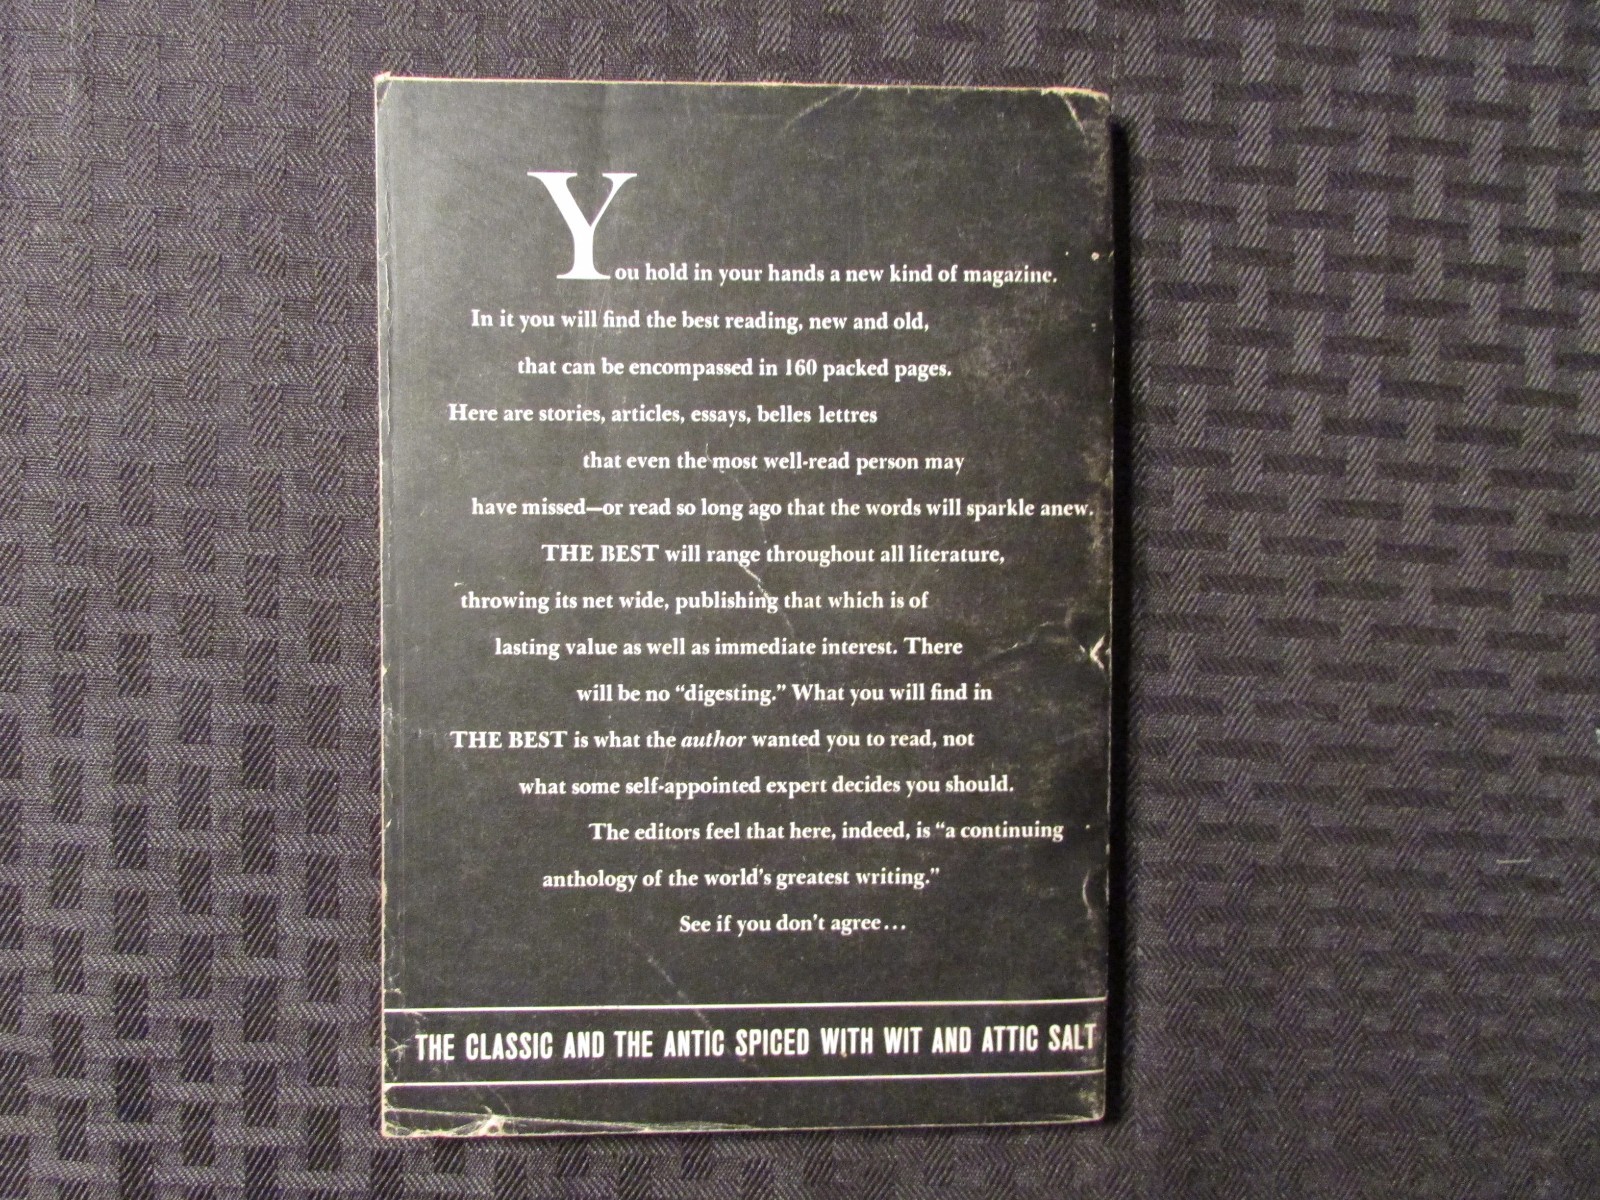 You hold in your hands a new kind of magazine.
In it you will find the best reading, new and old,
that can be encompassed in 160 packed pages.
Here are stories, articles, essays, belles lettres
that even the most well-read person may
have missed—or read so long ago that the words will sparkle anew.
THE BEST will range throughout all literature,
throwing its net wide, publishing that which is of
lasting value as well as immediate interest. There
will be no “digesting.” What you will find in
THE BEST is what the author wanted you to read, not
what some self-appointed expert decides you should.
The editors feel that here, indeed, is “a continuing
anthology of the world’s greatest writing.”
See if you don’t agree...
THE CLASSIC AND THE ANTIC SPICED WITH WIT AND ATTIC SALT